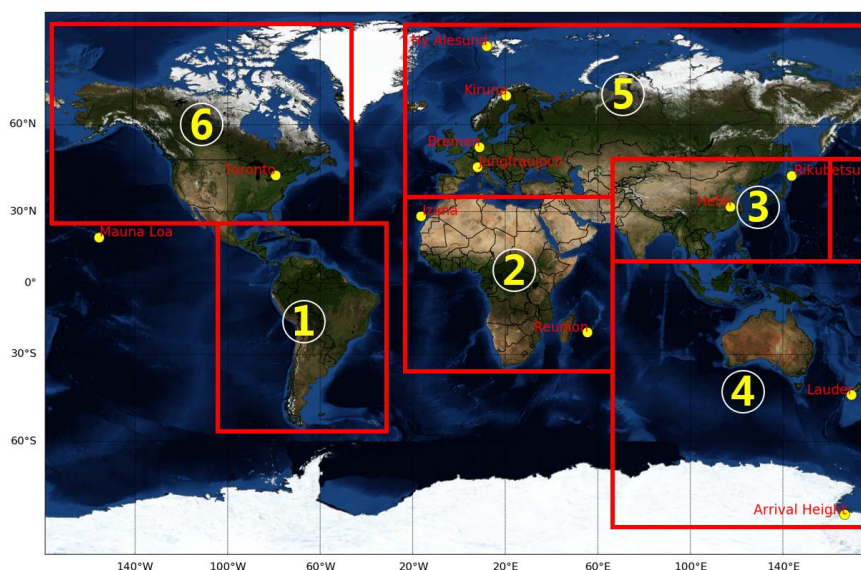 Ny Alesund
Kiruna
5
60°N
6
Bremen
Jungfraujoch
Toronto
Rikubetsu
Hefei
3
30°N
Izana
Mauna Loa
2
0°
1
Reunion
30°S
4
Lauder
60°S
Arrival Height
140°W
100°W
60°W
20°W
20°E
60°E
100°E
140°E